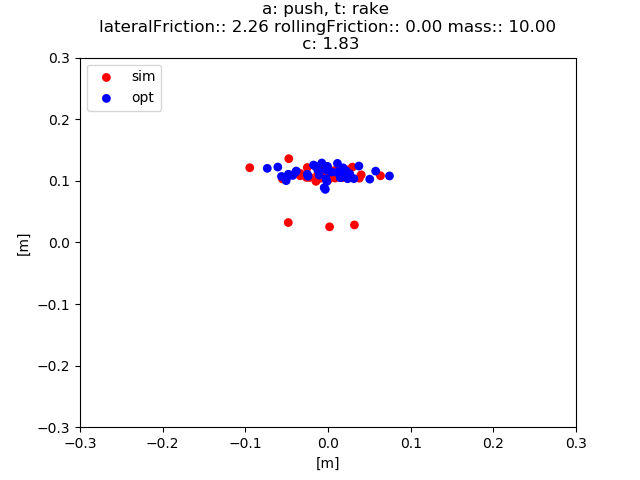 a: push, t: rake
lateralFriction:: 2.26 rollingFriction:: 0.00 mass:: 10.00
c: 1.83
sim
opt
0.3
0.2
0.1
0.0
−0.1
−0.2
−0.3
[m]
−0.3 −0.2 −0.1 0.0 0.1 0.2 0.3
[m]